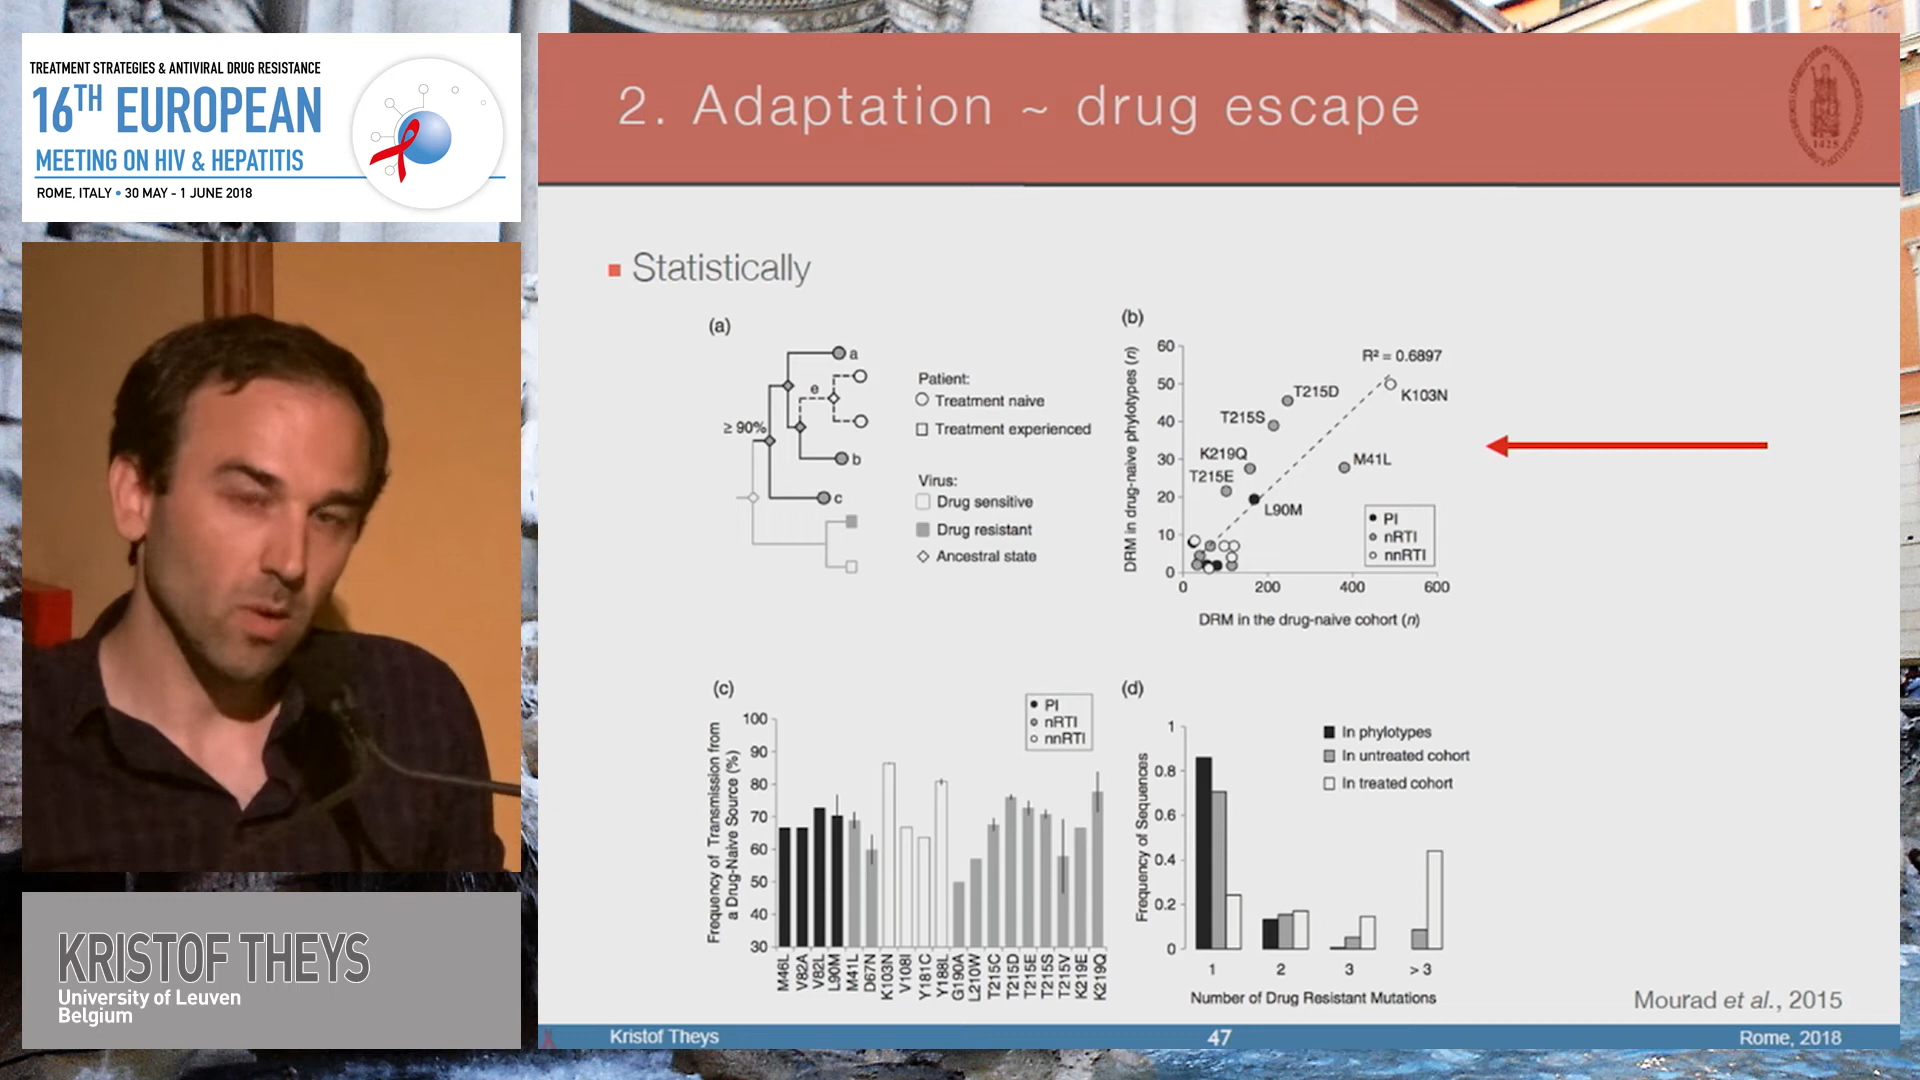 TREATMENT STRATEGIES & ANTIVIRAL DRUG RESISTANCE
16TH EUROPEAN
MEETING ON HIV & HEPATITIS
ROME, ITALY • 30 MAY - 1 JUNE 2018
KRISTOF THEYS
University of Leuven
Belgium
2. Adaptation ~ drug escape
1425
Statistically
(a)
a
e
≥ 90%
b
c
Patient:
Treatment naive
Treatment experienced
Virus:
Drug sensitive
Drug resistant
Ancestral state
(b)
DRM in drug-naive phylotypes (n)
60
50
40
30
20
10
0
R² = 0.6897
T215D
K103N
T215S
K219Q
M41L
T215E
L90M
PI
nRTI
nnRTI
0 200 400 600
DRM in the drug-naive cohort (n)
(c)
Frequency of Transmission from
a Drug-Naive Source (%)
100
90
80
70
60
50
40
30
PI
nRTI
nnRTI
M46L V82A V82L L90M M41L D67N K103N V108I Y181C Y188L G190A L210W T215C T215D T215E T215S T215V K219E K219Q
(d)
Frequency of Sequences
1
0.8
0.6
0.4
0.2
0
In phylotypes
In untreated cohort
In treated cohort
1 2 3 > 3
Number of Drug Resistant Mutations
Mourad et al., 2015
Kristof Theys 47 Rome, 2018